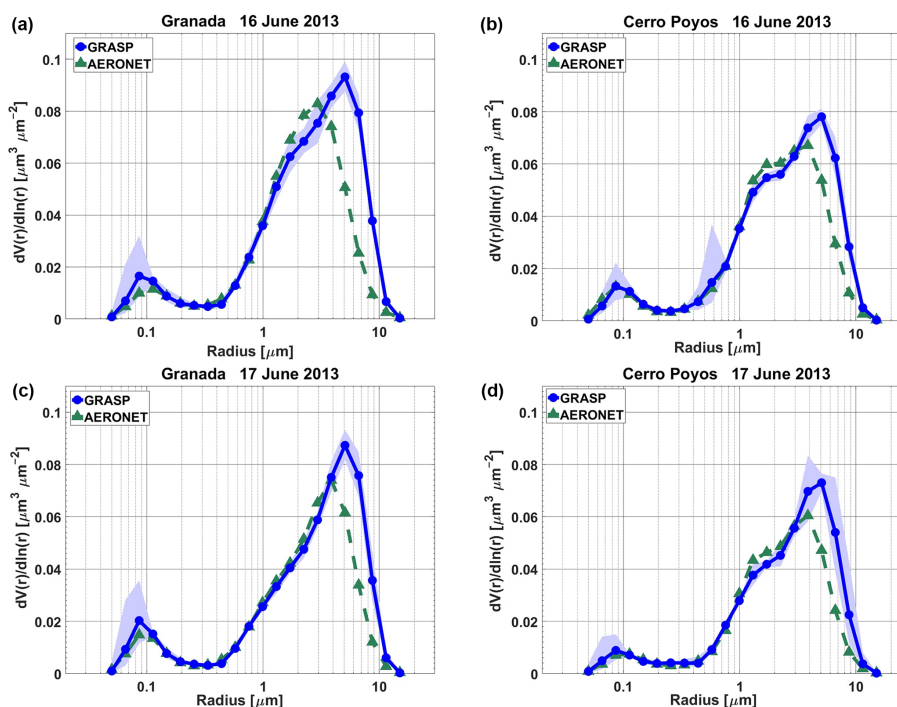 (a)
Granada 16 June 2013
GRASP
AERONET
0.1
0.08
0.06
0.04
0.02
0
dV(r)/dln(r) [μm³ μm⁻²]
0.1
1
10
Radius [μm]
(b)
Cerro Poyos 16 June 2013
GRASP
AERONET
0.1
0.08
0.06
0.04
0.02
0
dV(r)/dln(r) [μm³ μm⁻²]
0.1
1
10
Radius [μm]
(c)
Granada 17 June 2013
GRASP
AERONET
0.1
0.08
0.06
0.04
0.02
0
dV(r)/dln(r) [μm³ μm⁻²]
0.1
1
10
Radius [μm]
(d)
Cerro Poyos 17 June 2013
GRASP
AERONET
0.1
0.08
0.06
0.04
0.02
0
dV(r)/dln(r) [μm³ μm⁻²]
0.1
1
10
Radius [μm]